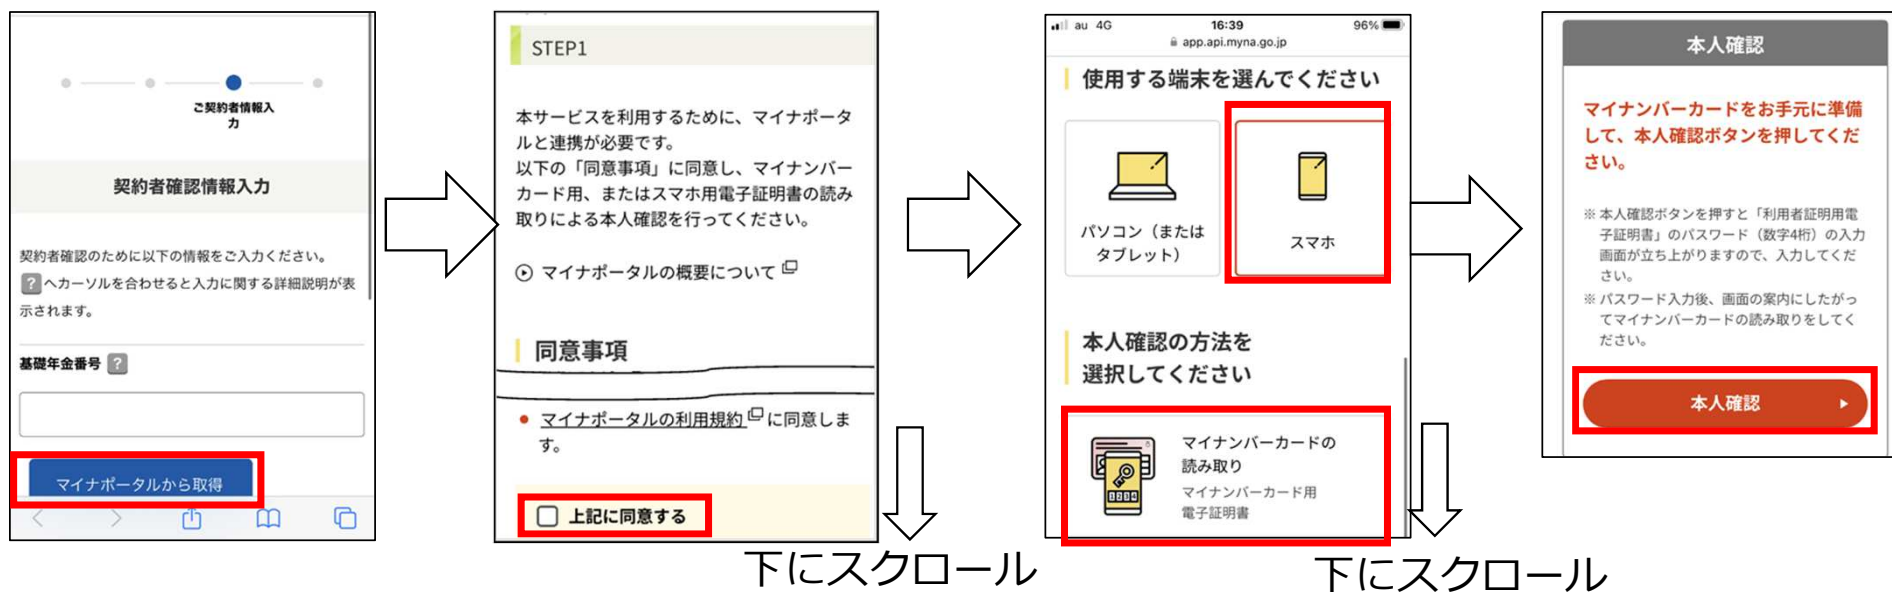 ご契約者情報入
力
契約者確認情報入力
契約者確認のために以下の情報をご入力ください。
?へカーソルを合わせると入力に関する詳細説明が表
示されます。
基礎年金番号 ?
マイナポータルから取得
STEP1
本サービスを利用するために、マイナポータ
ルと連携が必要です。
以下の「同意事項」に同意し、マイナンバー
カード用、またはスマホ用電子証明書の読み
取りによる本人確認を行ってください。
マイナポータルの概要について
同意事項
マイナポータルの利用規約に同意しま
す。
上記に同意する
下にスクロール
au 4G 16:39 96%
app.api.myna.go.jp
使用する端末を選んでください
パソコン（または
タブレット）
スマホ
本人確認の方法を
選択してください
マイナンバーカードの
読み取り
マイナンバーカード用
電子証明書
1234
下にスクロール
本人確認
マイナンバーカードをお手元に準備
して、本人確認ボタンを押してくだ
さい。
※ 本人確認ボタンを押すと「利用者証明用電
子証明書」のパスワード（数字4桁）の入力
画面が立ち上がりますので、入力してくだ
さい。
※ パスワード入力後、画面の案内にしたがっ
てマイナンバーカードの読み取りをしてく
ださい。
本人確認